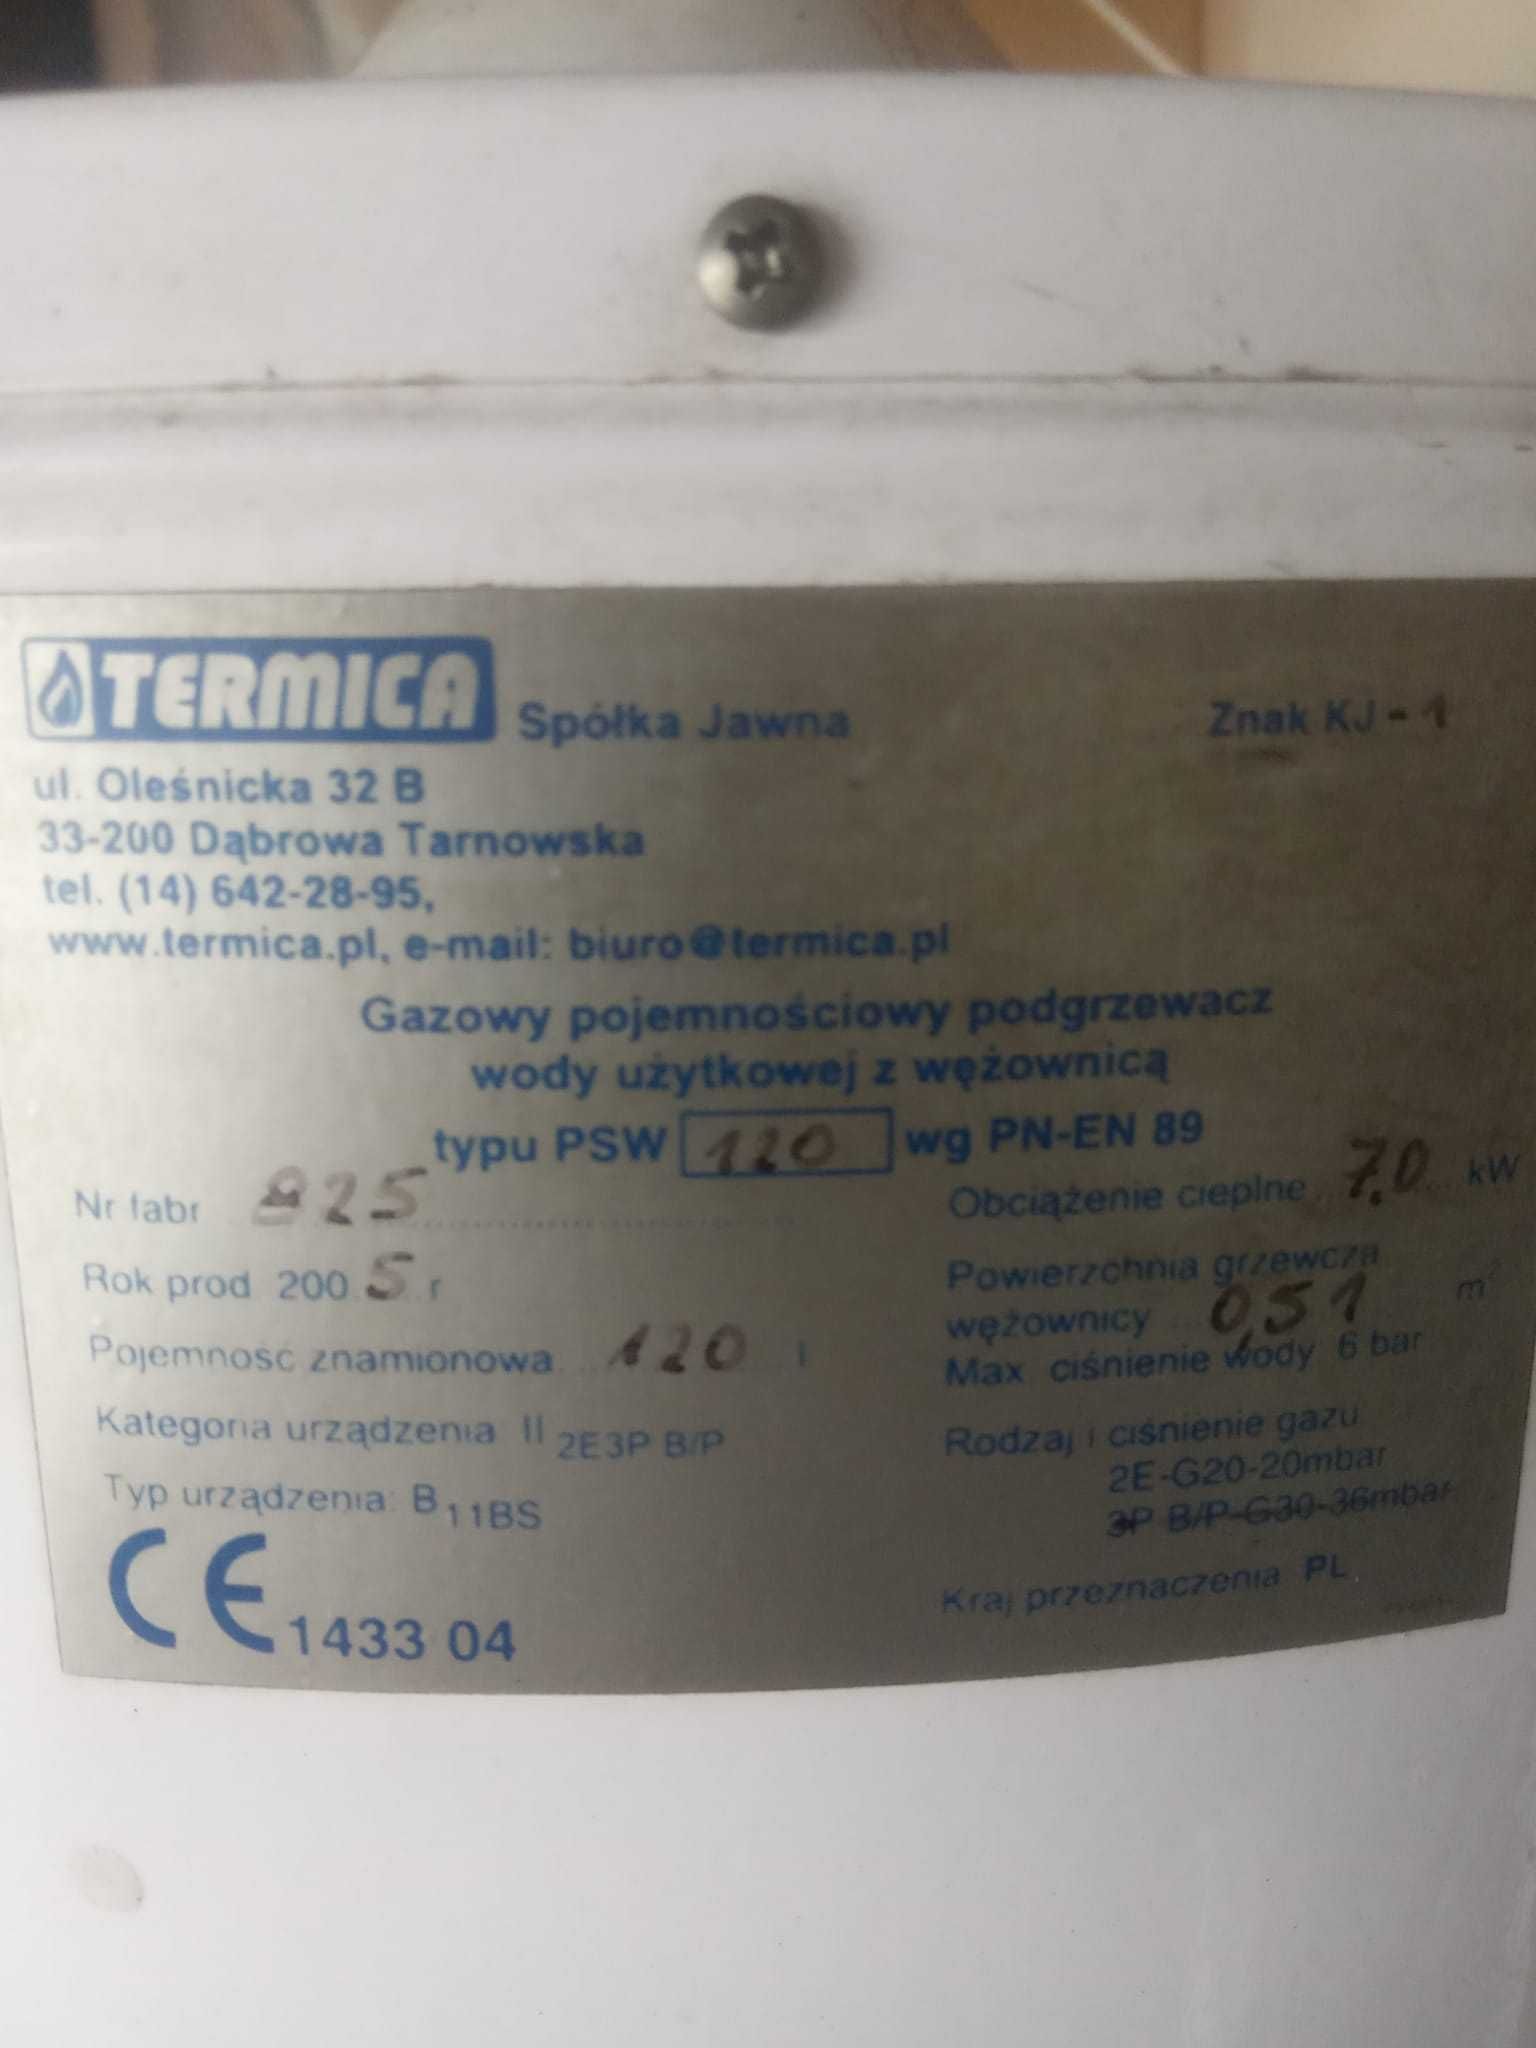 TERMICA Spółka Jawna
Znak KJ - 1
ul. Oleśnicka 32 B
33-200 Dąbrowa Tarnowska
tel. (14) 642-28-95,
www.termica.pl, e-mail: biuro@termica.pl
Gazowy pojemnościowy podgrzewacz
wody użytkowej z wężownicą
typu PSW 120 wg PN-EN 89
Nr fabr 825
Rok prod 2005 r
Pojemność znamionowa 120 l
Kategoria urządzenia II 2E3P B/P
Typ urządzenia: B11BS
CE 1433 04
Obciążenie cieplne 7,0 kW
Powierzchnia grzewcza
wężownicy 0,51 m²
Max ciśnienie wody 6 bar
Rodzaj i ciśnienie gazu
2E-G20-20mbar
3P B/P-G30-36mbar
Kraj przeznaczenia PL